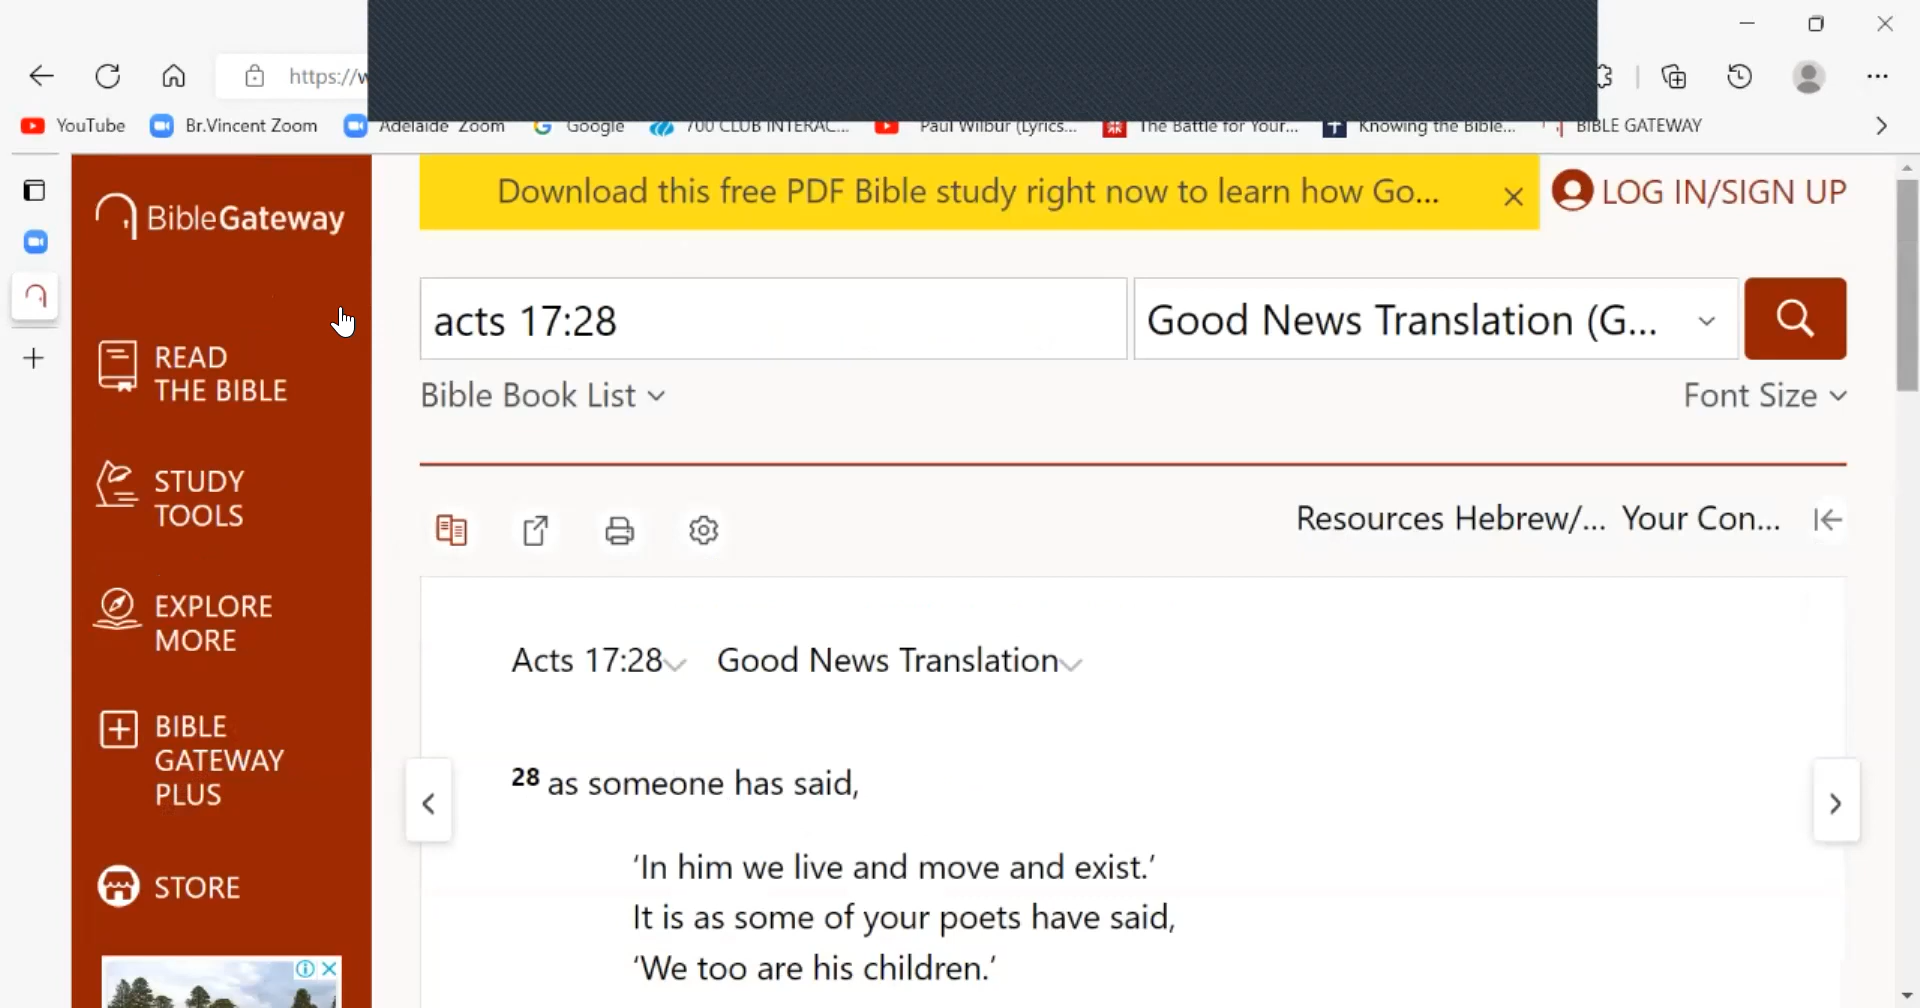 https://w
YouTube
Br.Vincent Zoom
Adelaide Zoom
Google
700 CLUB INTERAC...
Paul Wilbur (Lyrics...
The Battle for Your...
Knowing the Bible...
BIBLE GATEWAY
BibleGateway
Download this free PDF Bible study right now to learn how Go...
LOG IN/SIGN UP
acts 17:28
Good News Translation (G...
Bible Book List
Font Size
READ
THE BIBLE
STUDY
TOOLS
EXPLORE
MORE
BIBLE
GATEWAY
PLUS
STORE
Resources Hebrew/... Your Con...
Acts 17:28 Good News Translation
28 as someone has said,
‘In him we live and move and exist.’
It is as some of your poets have said,
‘We too are his children.’